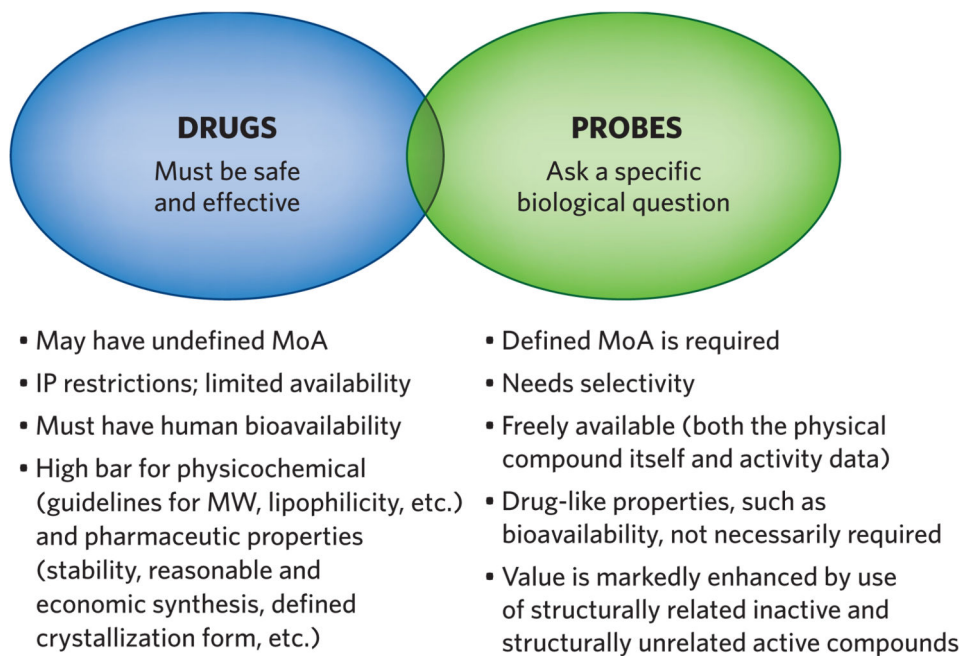 DRUGS
Must be safe
and effective
PROBES
Ask a specific
biological question
▪ May have undefined MoA
▪ IP restrictions; limited availability
▪ Must have human bioavailability
▪ High bar for physicochemical
(guidelines for MW, lipophilicity, etc.)
and pharmaceutic properties
(stability, reasonable and
economic synthesis, defined
crystallization form, etc.)
▪ Defined MoA is required
▪ Needs selectivity
▪ Freely available (both the physical
compound itself and activity data)
▪ Drug-like properties, such as
bioavailability, not necessarily required
▪ Value is markedly enhanced by use
of structurally related inactive and
structurally unrelated active compounds